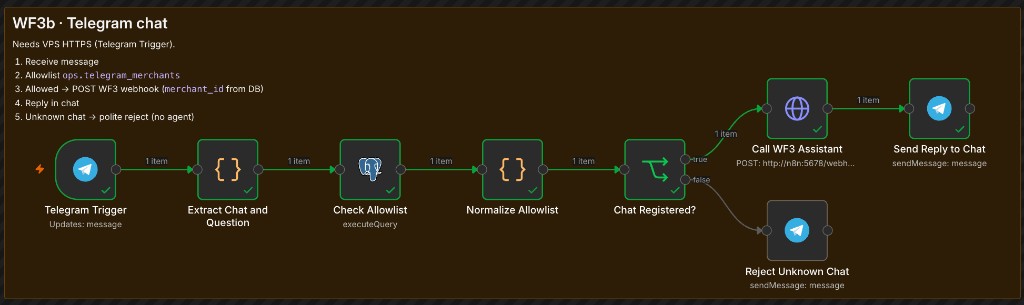 WF3b · Telegram chat
Needs VPS HTTPS (Telegram Trigger).
1. Receive message
2. Allowlist ops.telegram_merchants
3. Allowed → POST WF3 webhook (merchant_id from DB)
4. Reply in chat
5. Unknown chat → polite reject (no agent)
1 item
1 item
1 item
1 item
1 item
1 item
true
false
Telegram Trigger
Updates: message
Extract Chat and
Question
Check Allowlist
executeQuery
Normalize Allowlist
Chat Registered?
Call WF3 Assistant
POST: http://n8n:5678/webh...
Send Reply to Chat
sendMessage: message
Reject Unknown Chat
sendMessage: message